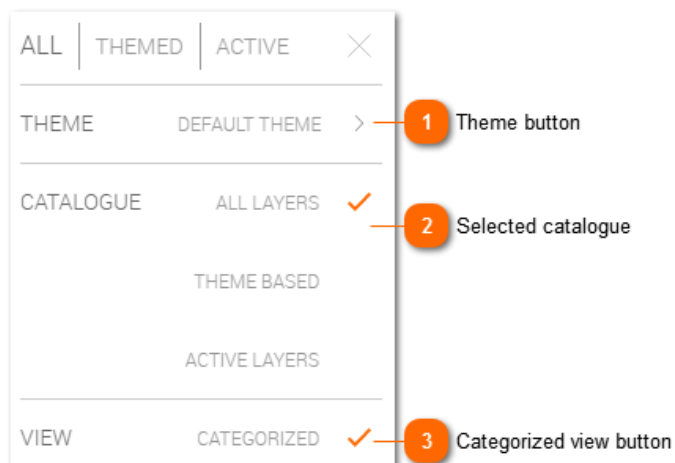 ALL THEMED ACTIVE
THEME DEFAULT THEME 1 Theme button
CATALOGUE ALL LAYERS
2 Selected catalogue
THEME BASED
ACTIVE LAYERS
VIEW CATEGORIZED 3 Categorized view button